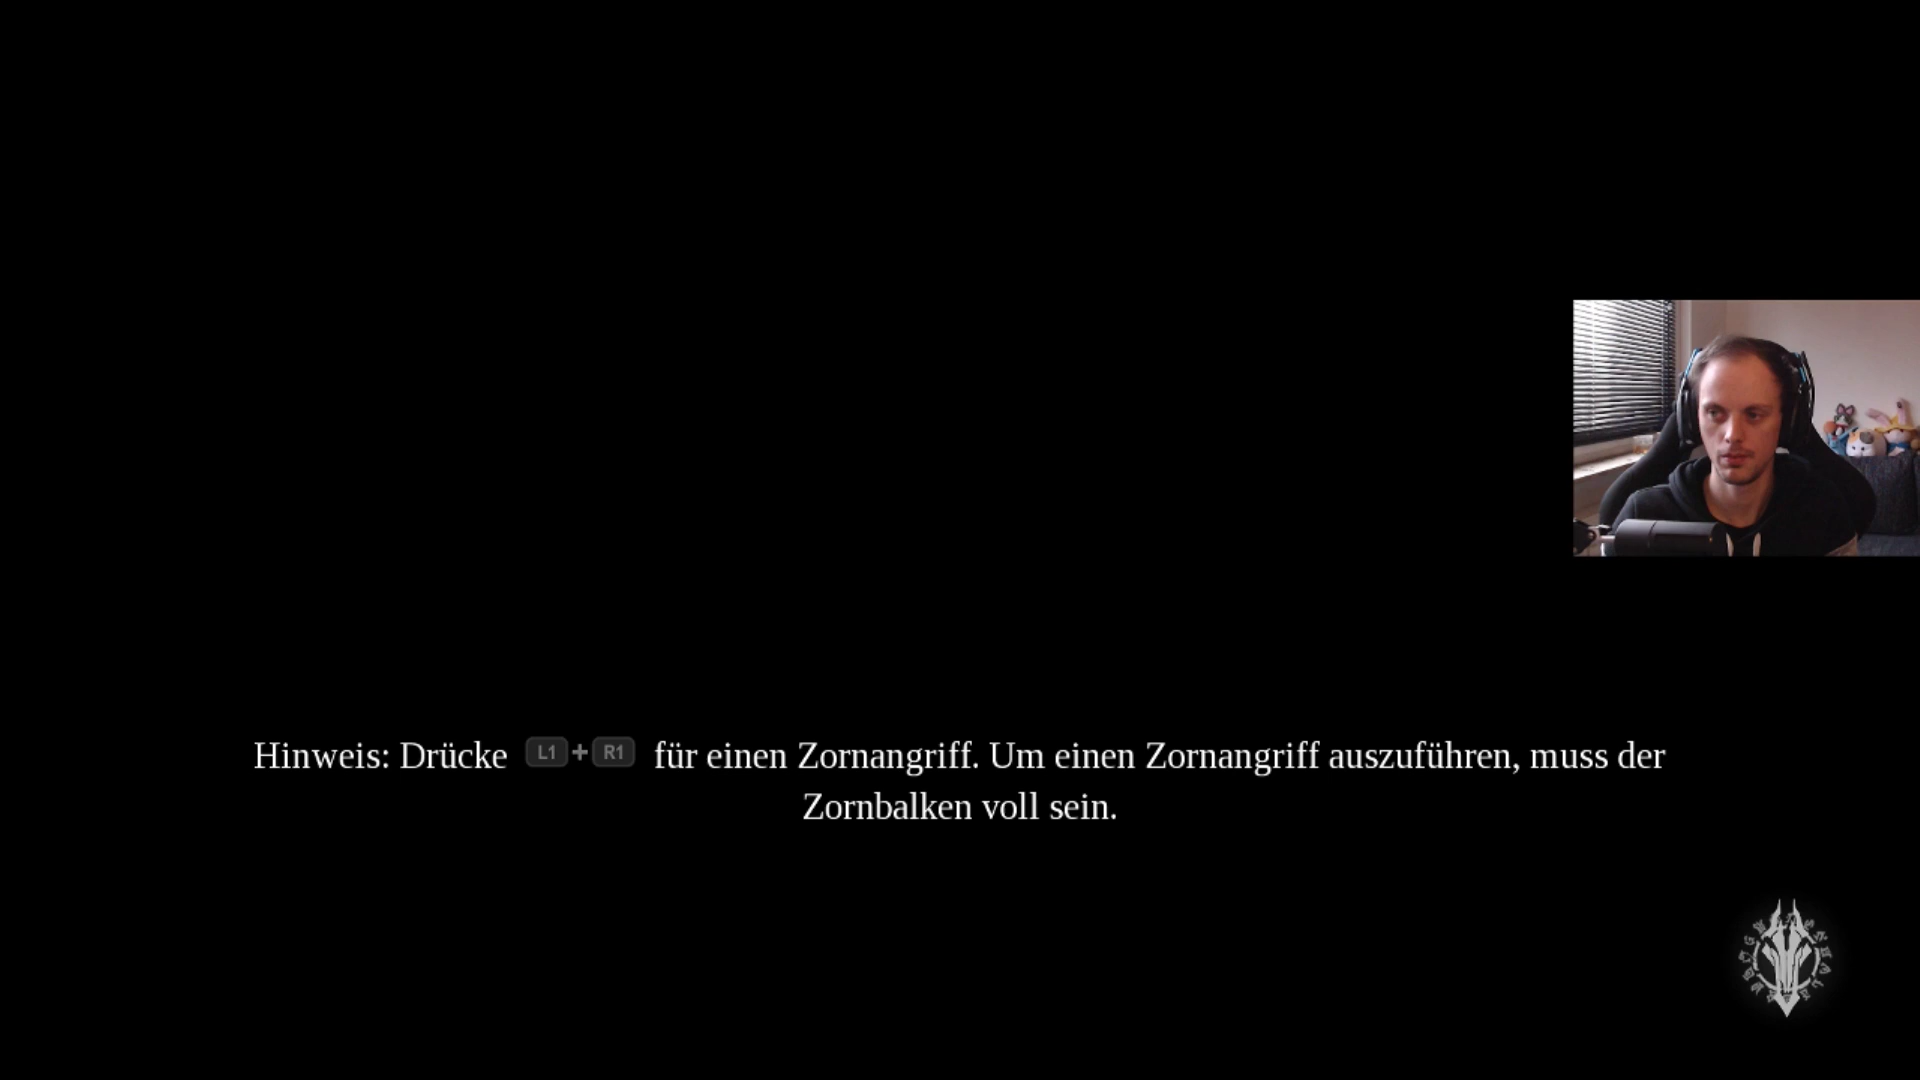 Hinweis: Drücke L1+R1 für einen Zornangriff. Um einen Zornangriff auszuführen, muss der
Zornbalken voll sein.